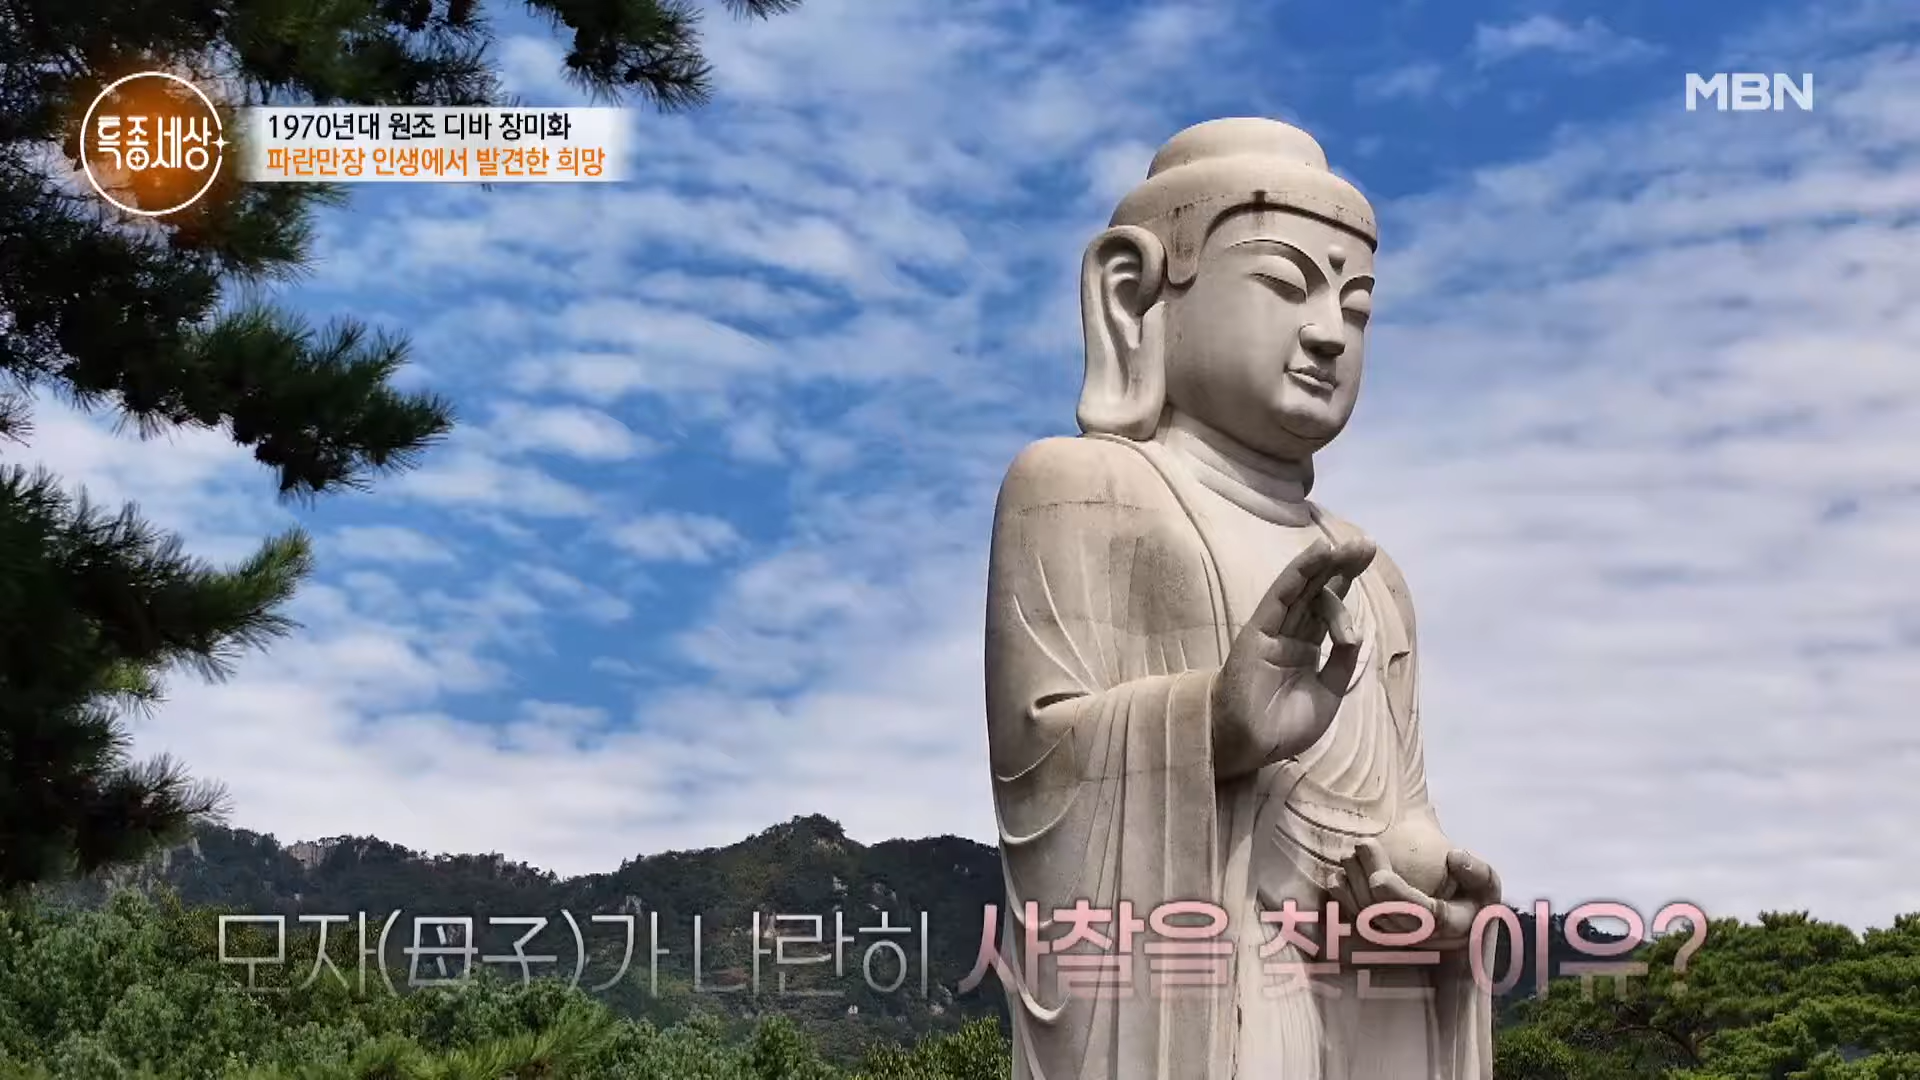 특종세상
1970년대 원조 디바 장미화
파란만장 인생에서 발견한 희망
MBN
모자(母子)가 나란히 사찰을 찾은 이유?